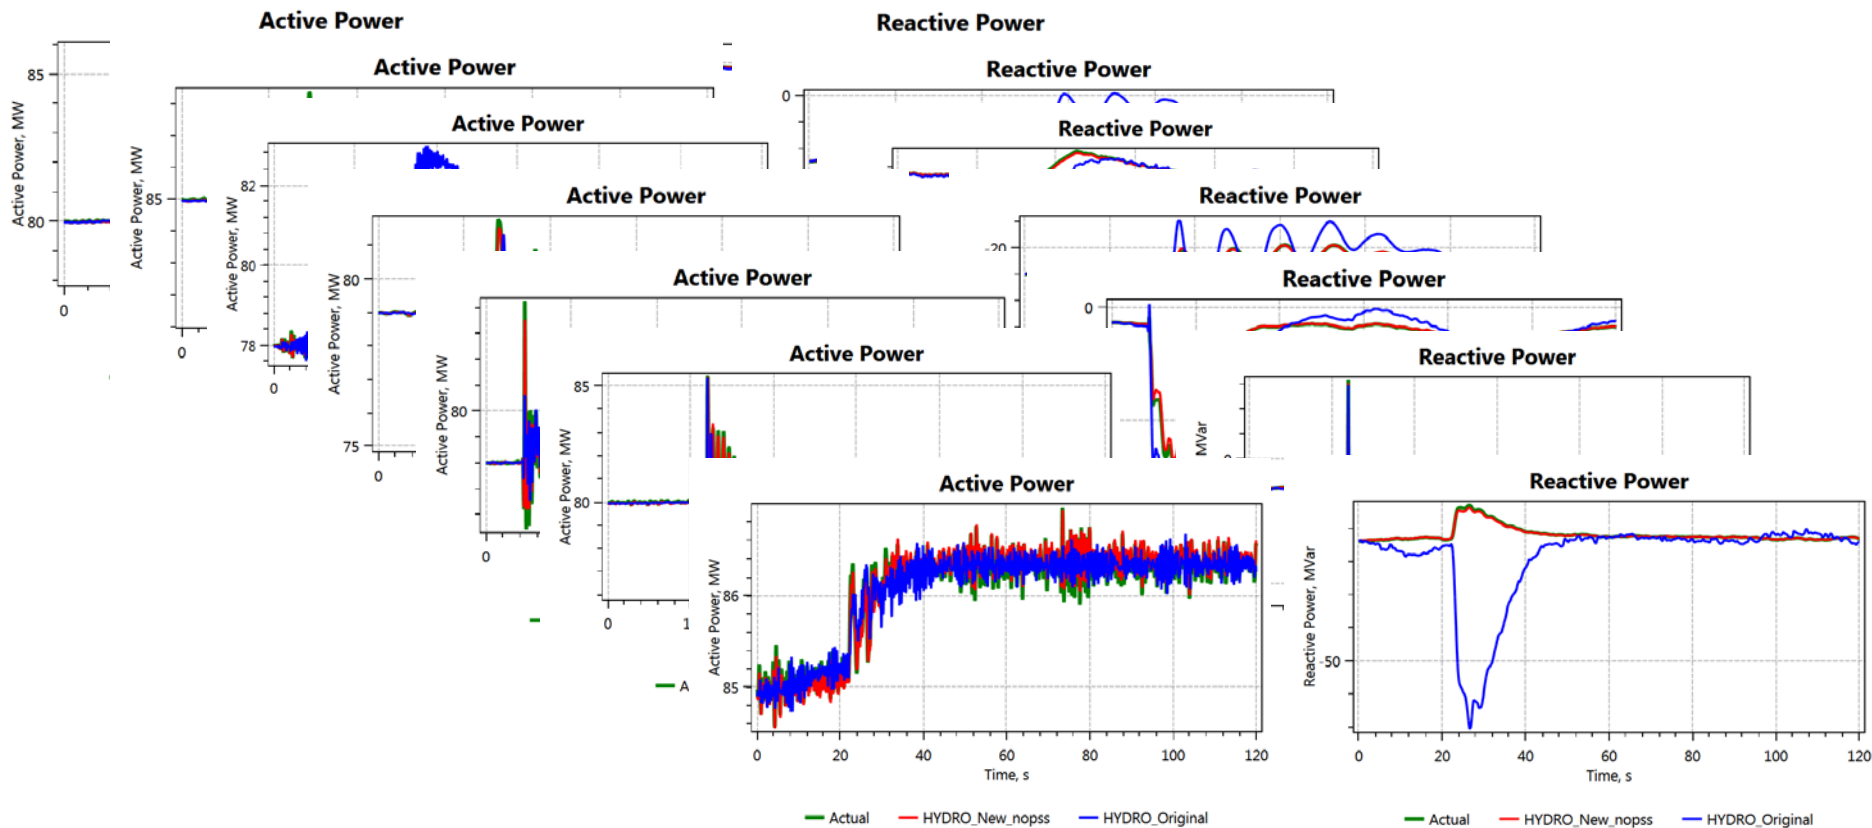 Active Power
Reactive Power
85
80
Active Power, MW
0
Active Power
Reactive Power
85
Active Power, MW
0
0
Active Power
Reactive Power
82
80
78
Active Power, MW
0
Active Power
Reactive Power
80
75
Active Power, MW
0
-20
Active Power
Reactive Power
80
Active Power, MW
0
0
MVar
Active Power
Reactive Power
85
80
Active Power, MW
0
1
A
Active Power
Reactive Power
86
85
Active Power, MW
0 20 40 60 80 100 120
Time, s
-50
Reactive Power, MVar
0 20 40 60 80 100 120
Time, s
Actual HYDRO_New_nopss HYDRO_Original
Actual HYDRO_New_nopss HYDRO_Original